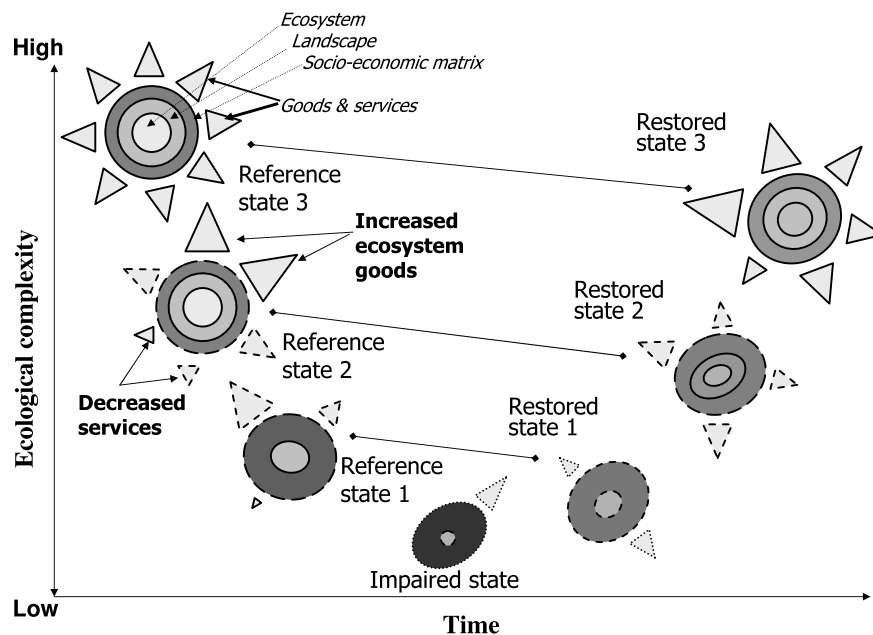 Ecosystem
Landscape
High
Socio-economic matrix
Goods & services
Restored
state 3
Reference
state 3
Increased
ecosystem
goods
Ecological complexity
Restored
state 2
Reference
state 2
Decreased
services
Restored
state 1
Reference
state 1
Impaired state
Low
Time